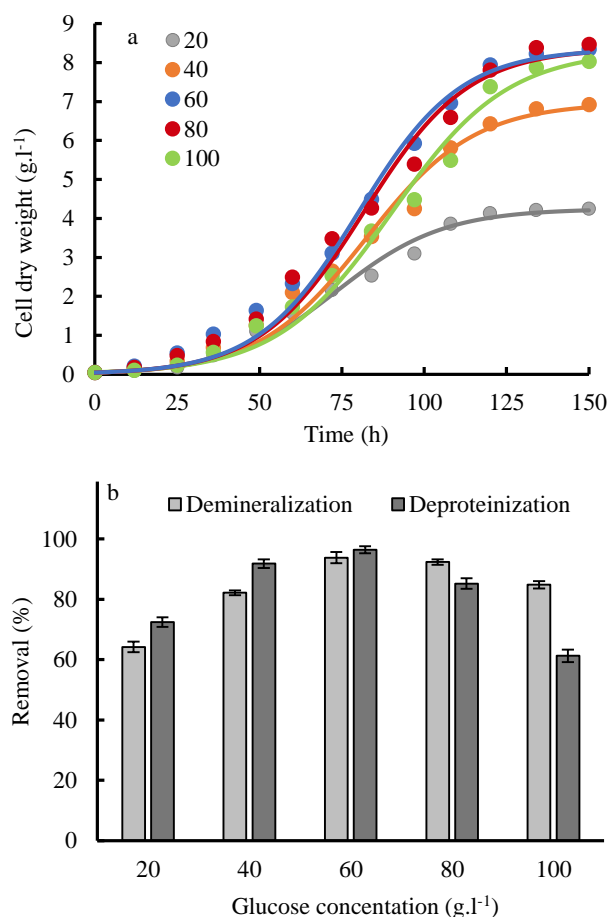 a
20
40
60
80
100
9
8
7
6
5
4
3
2
1
0
Cell dry weight (g.l-1)
0 25 50 75 100 125 150
Time (h)
b
Demineralization Deproteinization
100
80
60
40
20
0
Removal (%)
20 40 60 80 100
Glucose concentation (g.l-1)